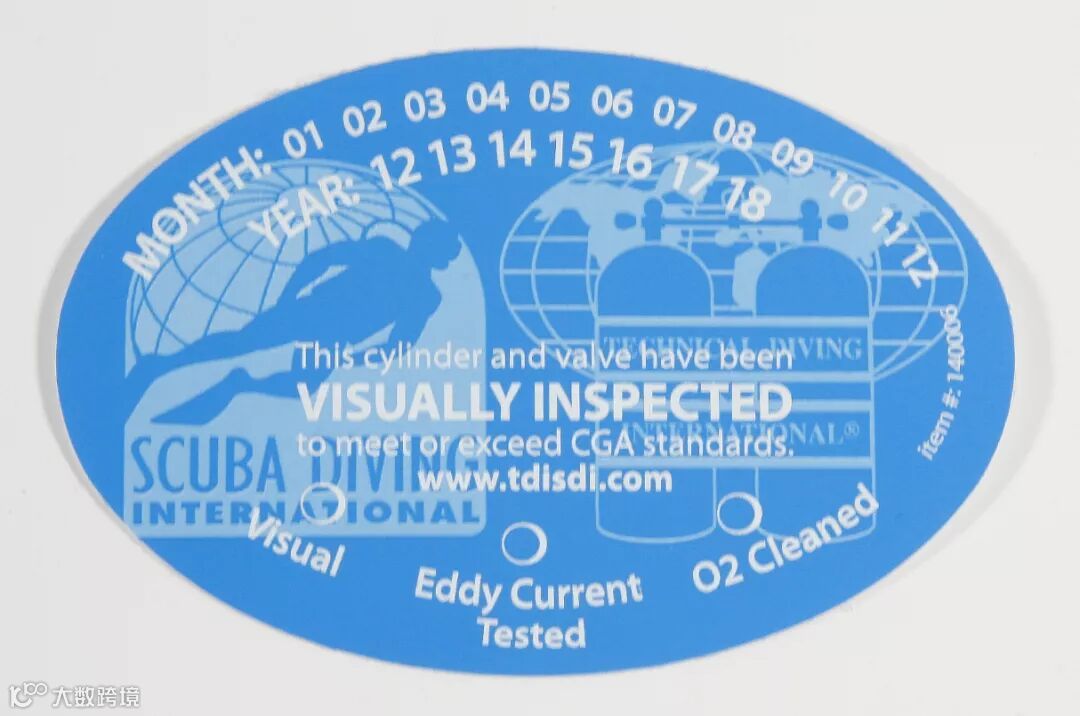 MONTH: 01 02 03 04 05 06 07 08 09 10 11 12
YEAR: 12 13 14 15 16 17 18
This cylinder and valve have been
VISUALLY INSPECTED
to meet or exceed CGA standards.
www.tdisdi.com
SCUBA DIVING
INTERNATIONAL
TECHNICAL DIVING
INTERNATIONAL®
item #: 140006
Visual
Eddy Current
Tested
O2 Cleaned
大数跨境